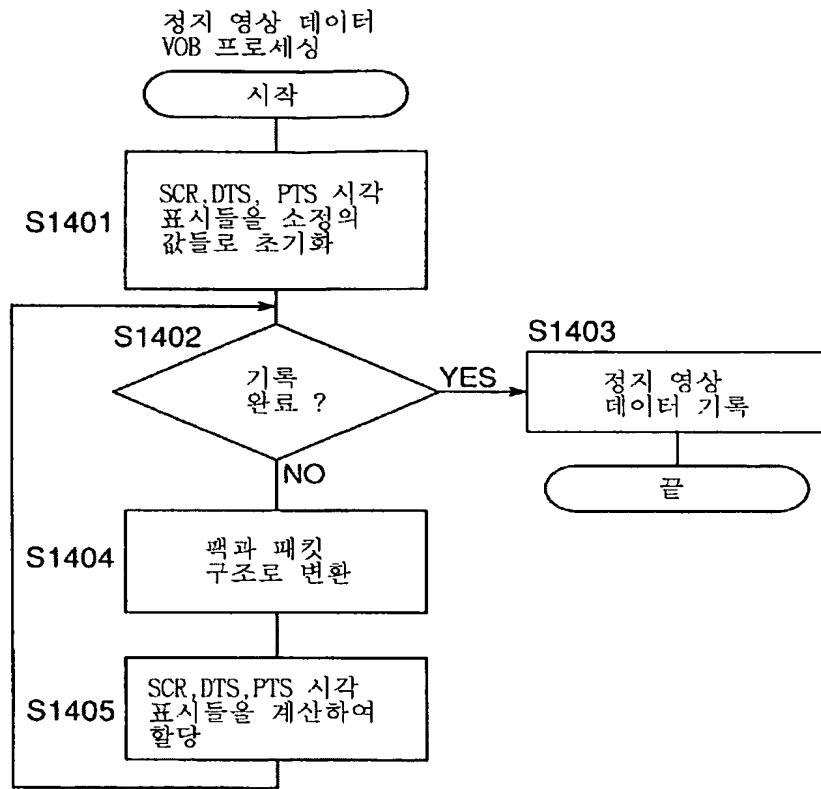 정지 영상 데이터
VOB 프로세싱
시작
S1401
SCR,DTS, PTS 시각
표시들을 소정의
값들로 초기화
S1402
기록
완료 ?
YES
S1403
정지 영상
데이터 기록
끝
NO
S1404
팩과 패킷
구조로 변환
S1405
SCR,DTS,PTS 시각
표시들을 계산하여
할당